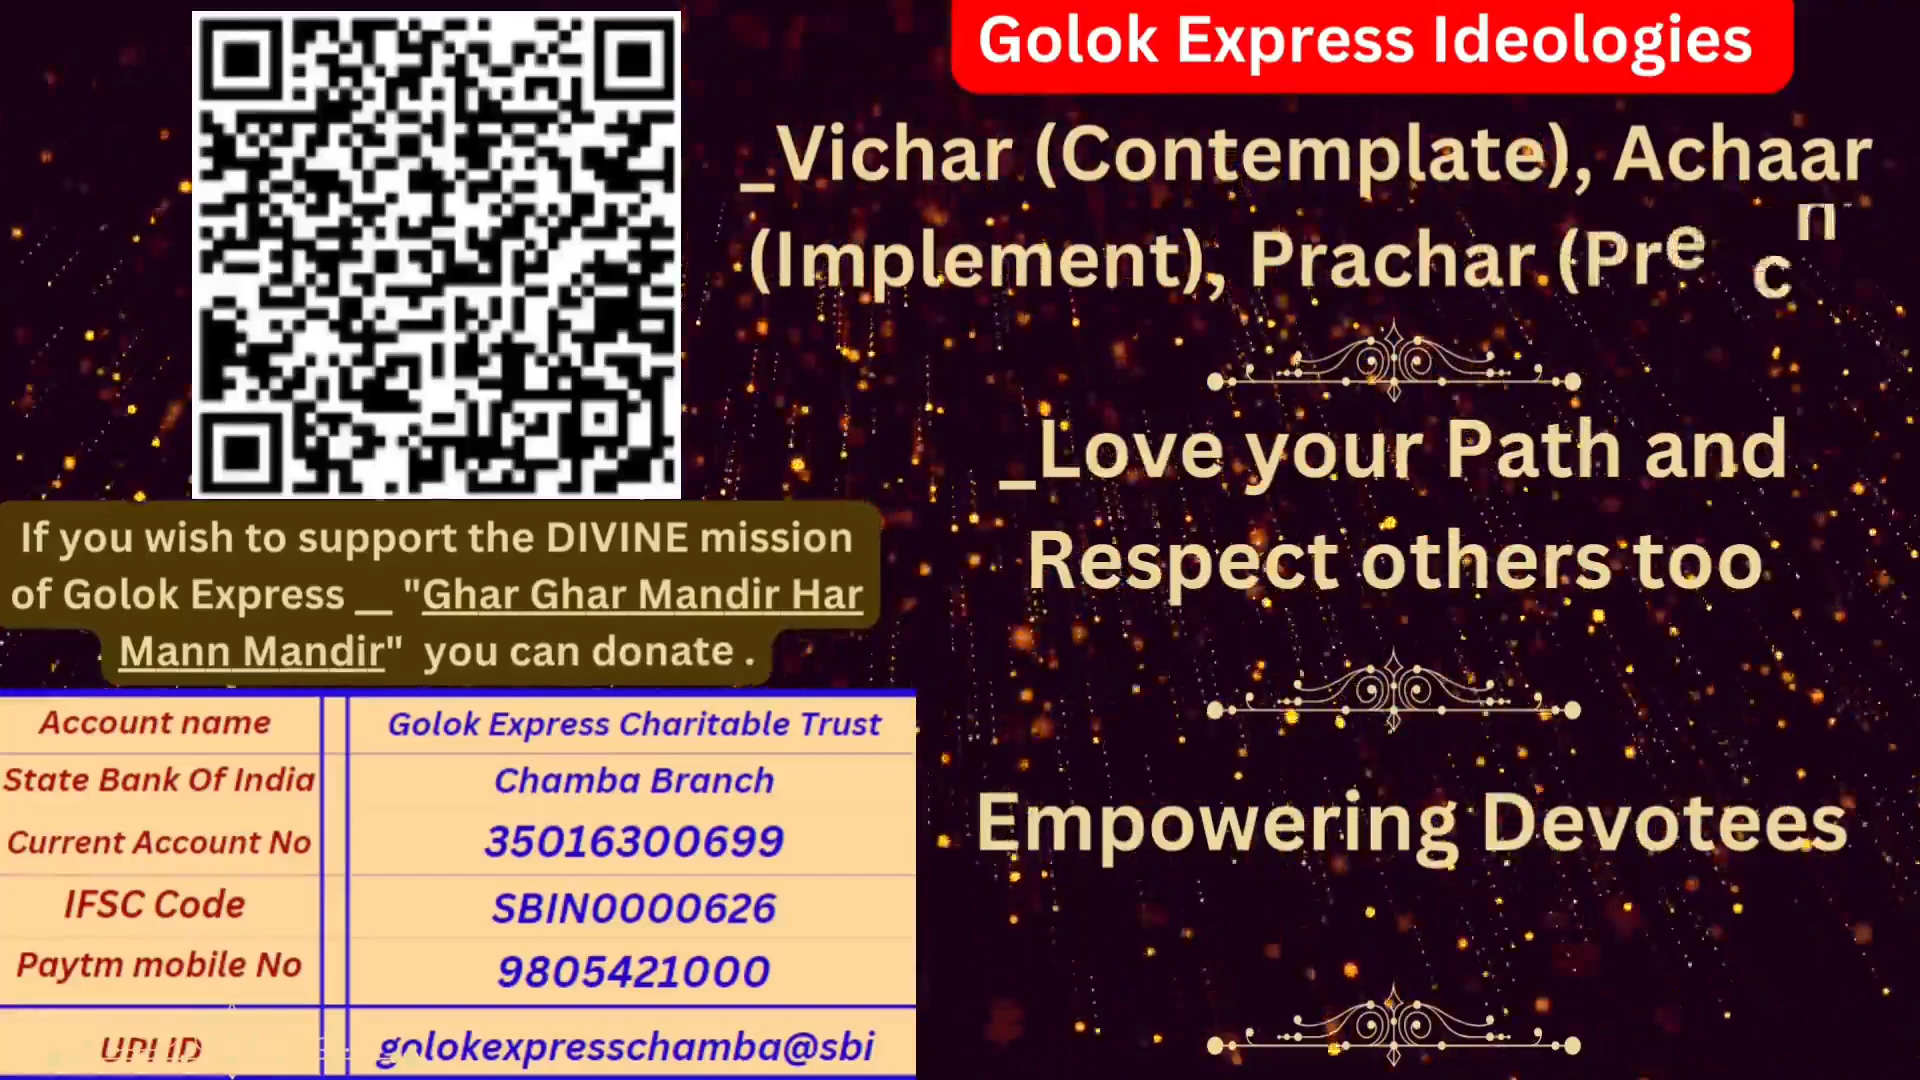 Golok Express Ideologies
_Vichar (Contemplate), Achaar
(Implement), Prachar
_Love your Path and
Respect others too
Empowering Devotees
If you wish to support the DIVINE mission
of Golok Express __ "Ghar Ghar Mandir Har
Mann Mandir" you can donate .
Account name Golok Express Charitable Trust
State Bank Of India Chamba Branch
Current Account No 35016300699
IFSC Code SBIN0000626
Paytm mobile No 9805421000
UPI ID golokexpresschamba@sbi